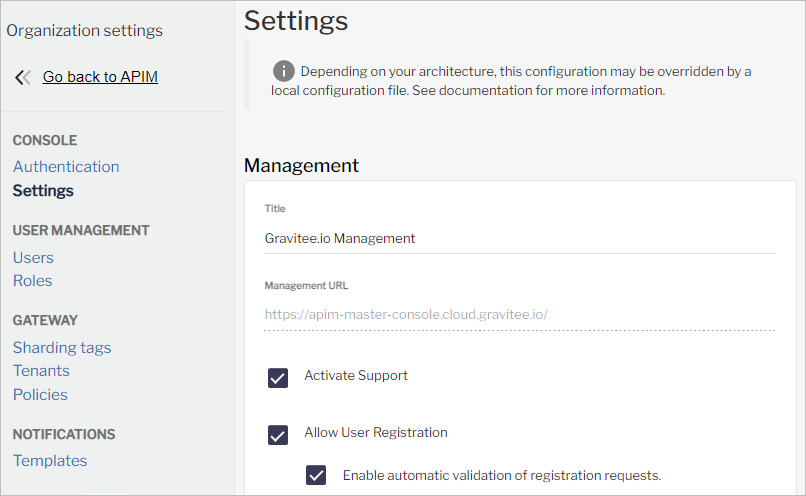 Organization settings
Go back to APIM
CONSOLE
Authentication
Settings
USER MANAGEMENT
Users
Roles
GATEWAY
Sharding tags
Tenants
Policies
NOTIFICATIONS
Templates
Settings
Depending on your architecture, this configuration may be overridden by a
local configuration file. See documentation for more information.
Management
Title
Gravitee.io Management
Management URL
https://apim-master-console.cloud.gravitee.io/
Activate Support
Allow User Registration
Enable automatic validation of registration requests.